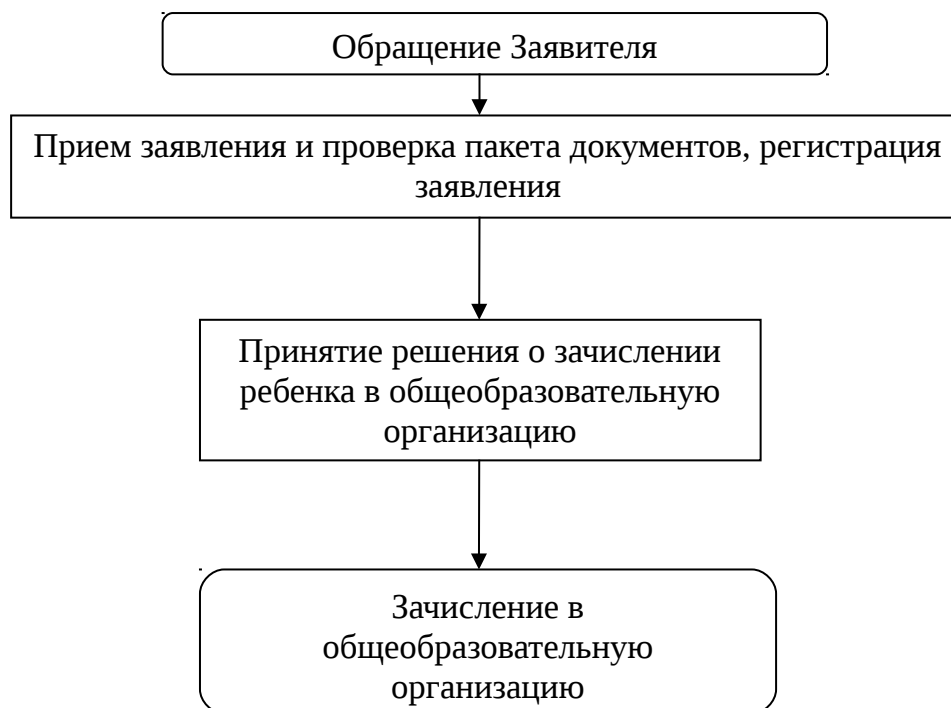 Обращение Заявителя
Прием заявления и проверка пакета документов, регистрация
заявления
Принятие решения о зачислении
ребенка в общеобразовательную
организацию
Зачисление в
общеобразовательную
организацию